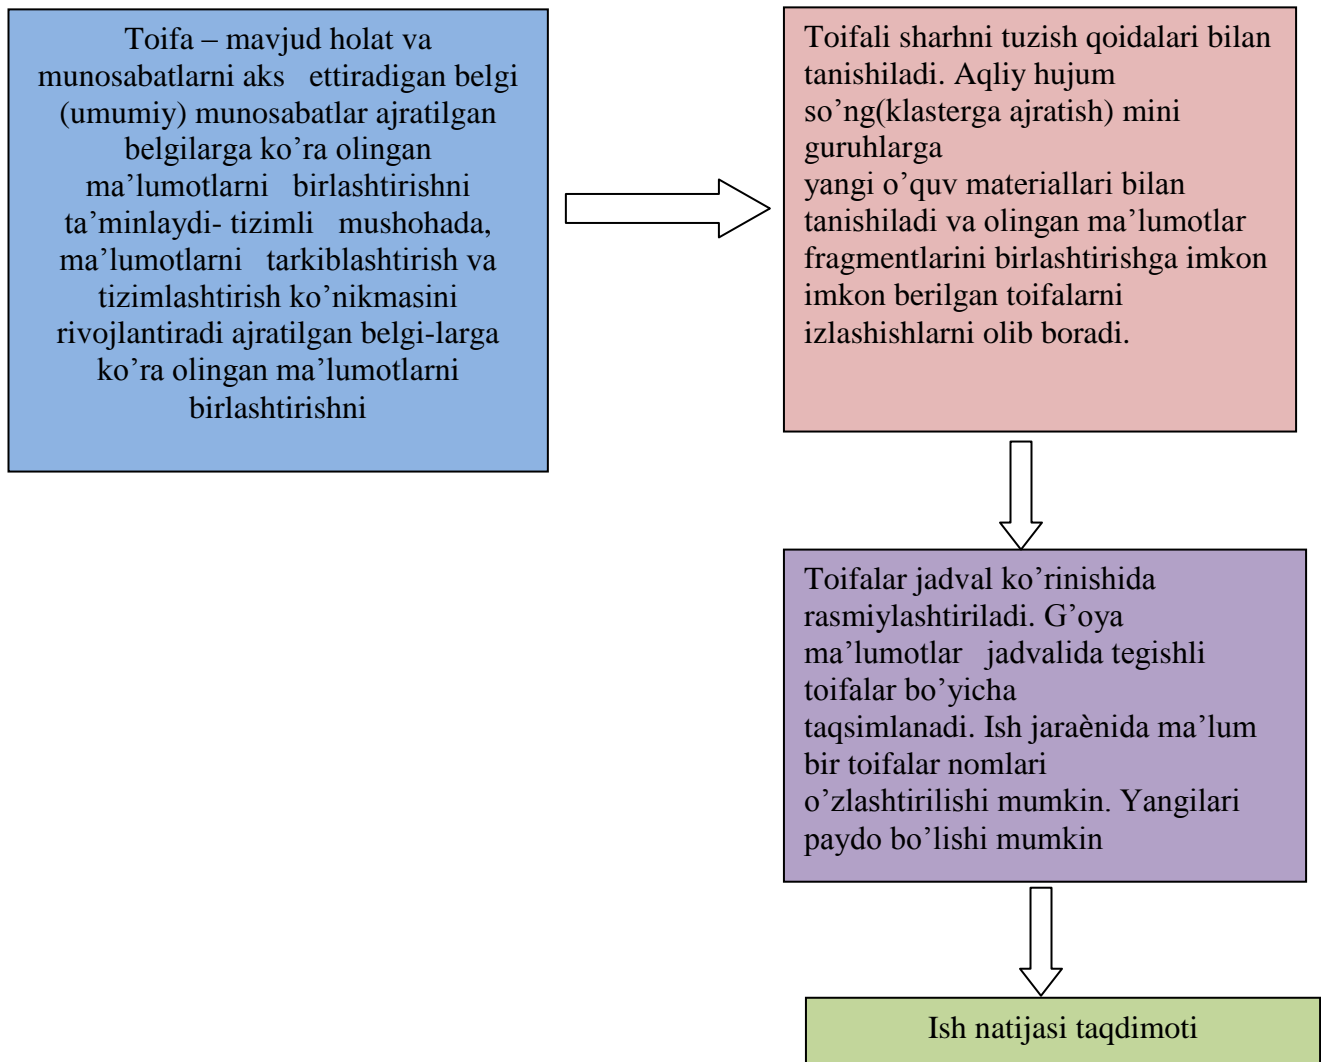 Toifa – mavjud holat va
munosabatlarni aks ettiradigan belgi
(umumiy) munosabatlar ajratilgan
belgilarga ko’ra olingan
ma’lumotlarni birlashtirishni
ta’minlaydi- tizimli mushohada,
ma’lumotlarni tarkiblashtirish va
tizimlashtirish ko’nikmasini
rivojlantiradi ajratilgan belgi-larga
ko’ra olingan ma’lumotlarni
birlashtirishni
Toifali sharhni tuzish qoidalari bilan
tanishiladi. Aqliy hujum
so’ng(klasterga ajratish) mini
guruhlarga
yangi o’quv materiallari bilan
tanishiladi va olingan ma’lumotlar
fragmentlarini birlashtirishga imkon
imkon berilgan toifalarni
izlashishlarni olib boradi.
Toifalar jadval ko’rinishida
rasmiylashtiriladi. G’oya
ma’lumotlar jadvalida tegishli
toifalar bo’yicha
taqsimlanadi. Ish jaraènida ma’lum
bir toifalar nomlari
o’zlashtirilishi mumkin. Yangilari
paydo bo’lishi mumkin
Ish natijasi taqdimoti